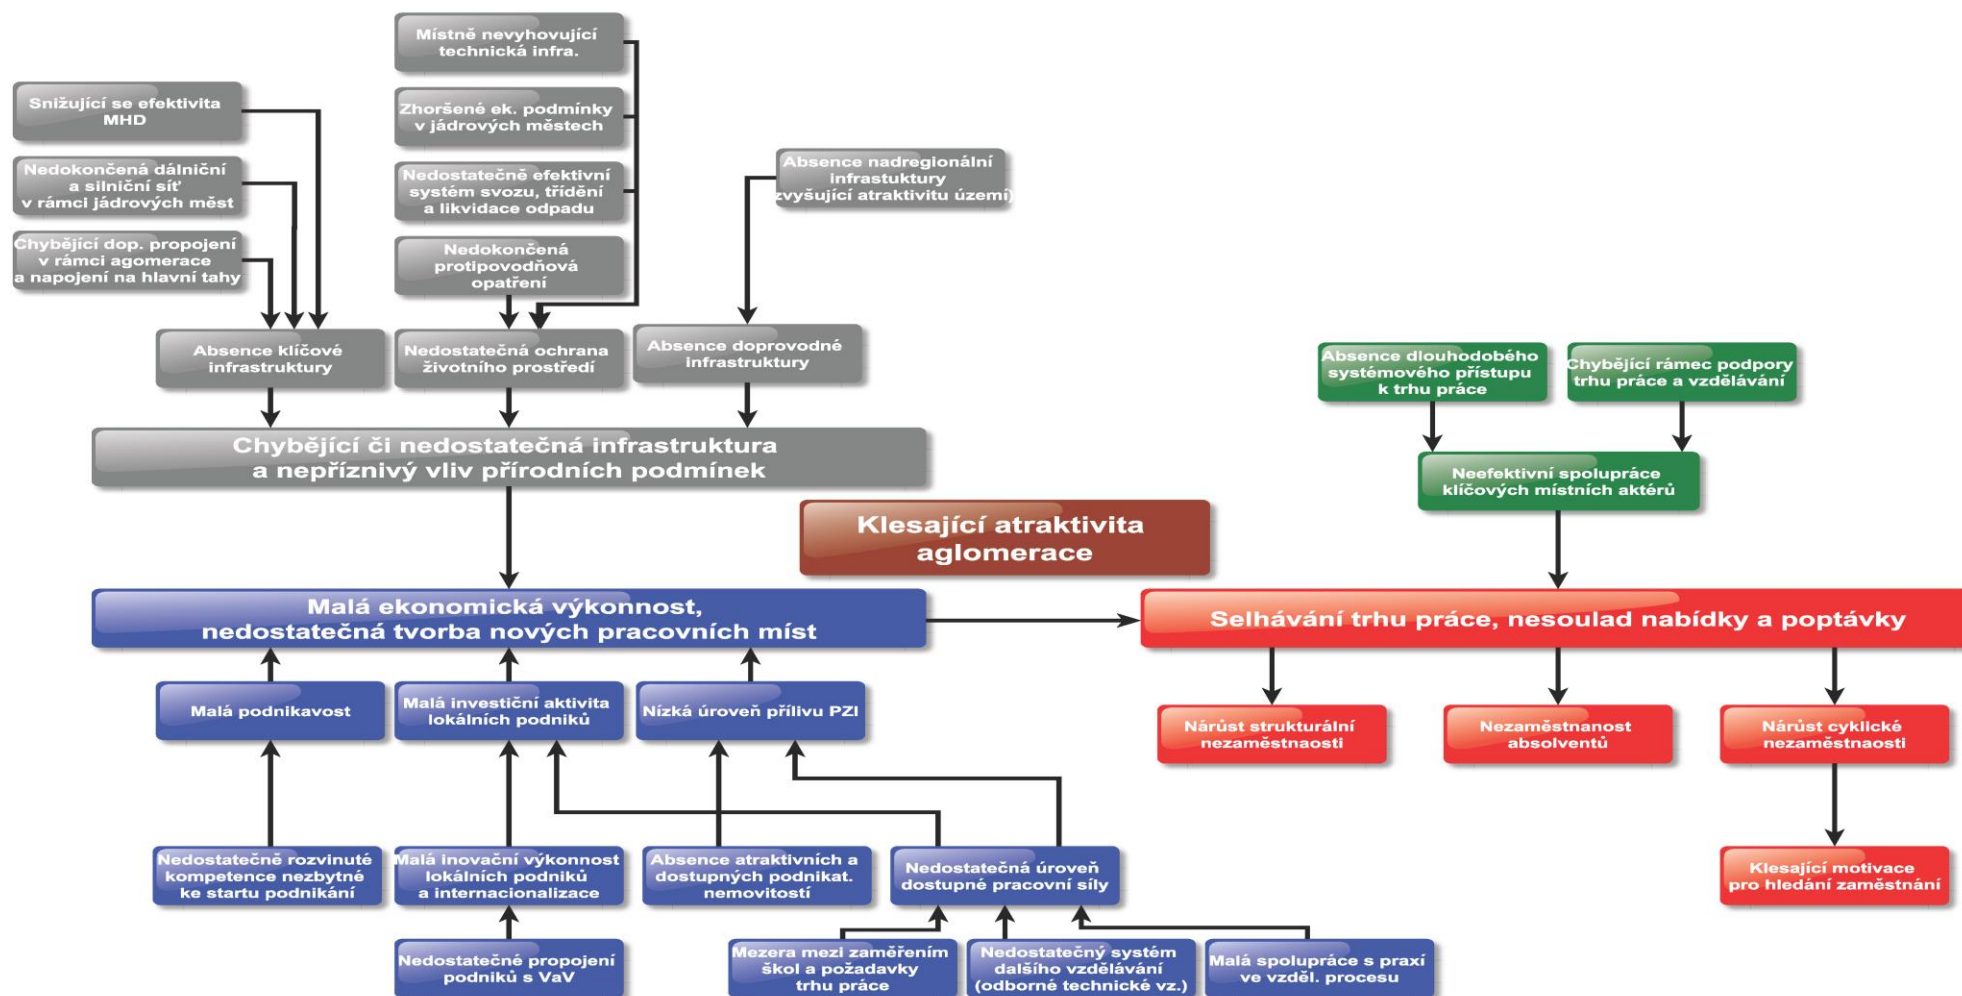 Místně nevyhovující
technická infra.
Snižující se efektivita
MHD
Zhoršené ek. podmínky
v jádrových městech
Nedokončená dálniční
a silniční síť
v rámci jádrových měst
Nedostatečně efektivní
systém svozu, třídění
a likvidace odpadu
Absence nadregionální
infrastuktury
(zvyšující atraktivitu území)
Chybějící dop. propojení
v rámci agomerace
a napojení na hlavní tahy
Nedokončená
protipovodňová
opatření
Absence klíčové
infrastruktury
Nedostatečná ochrana
životního prostředí
Absence doprovodné
infrastruktury
Absence dlouhodobého
systémového přístupu
k trhu práce
Chybějící rámec podpory
trhu práce a vzdělávání
Chybějící či nedostatečná infrastruktura
a nepříznivý vliv přírodních podmínek
Neefektivní spolupráce
klíčových místních aktérů
Klesající atraktivita
aglomerace
Malá ekonomická výkonnost,
nedostatečná tvorba nových pracovních míst
Selhávání trhu práce, nesoulad nabídky a poptávky
Malá podnikavost
Malá investiční aktivita
lokálních podniků
Nízká úroveň přílivu PZI
Nárůst strukturální
nezaměstnaosti
Nezaměstnanost
absolventů
Nárůst cyklické
nezaměstnaosti
Nedostatečně rozvinuté
kompetence nezbytné
ke startu podnikání
Malá inovační výkonnost
lokálních podniků
a internacionalizace
Absence atraktivních a
dostupných podnikat.
nemovitostí
Nedostatečná úroveň
dostupné pracovní síly
Klesající motivace
pro hledání zaměstnání
Nedostatečné propojení
podniků s VaV
Mezera mezi zaměřením
škol a požadavky
trhu práce
Nedostatečný systém
dalšího vzdělávání
(odborné technické vz.)
Malá spolupráce s praxí
ve vzděl. procesu